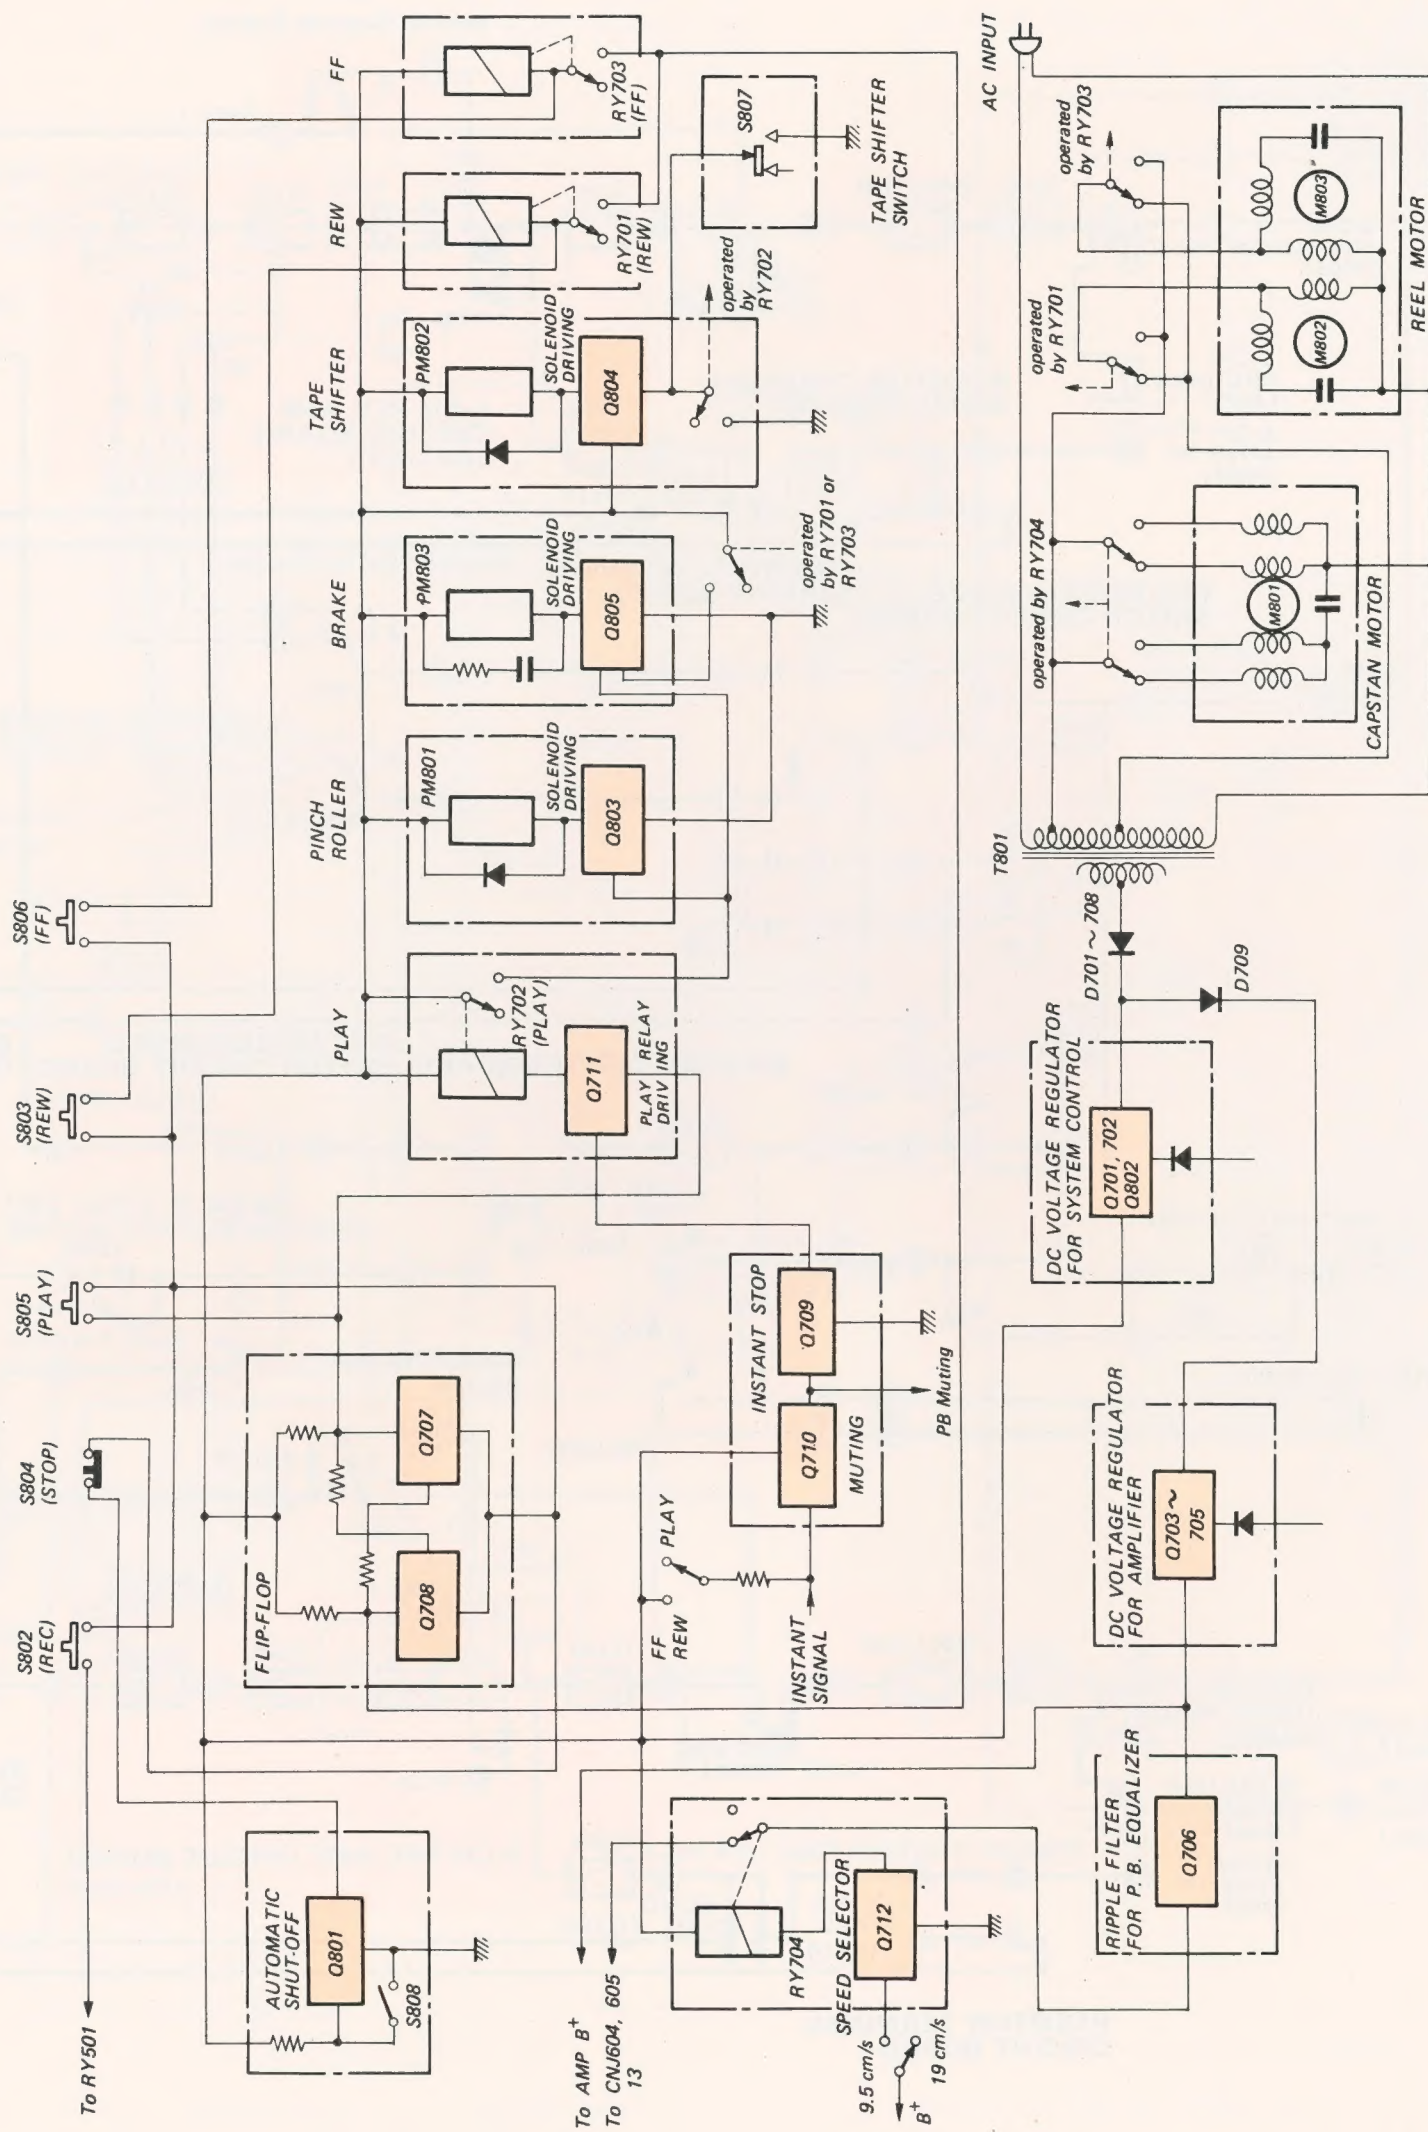 To RY501
S802
(REC)
S804
(STOP)
S805
(PLAY)
S803
(REW)
S806
(FF)
AUTOMATIC
SHUT-OFF
Q801
S808
FLIP-FLOP
Q708
Q707
PLAY
RY702
(PLAY)
Q711
PLAY RELAY
DRIV ING
PINCH
ROLLER
PM801
SOLENOID
DRIVING
Q803
BRAKE
PM803
SOLENOID
DRIVING
Q805
operated
by RY701 or
RY703
TAPE
SHIFTER
PM802
SOLENOID
DRIVING
Q804
operated
by
RY702
REW
RY701
(REW)
FF
RY703
(FF)
S807
TAPE SHIFTER
SWITCH
To AMP B+
To CNJ604, 605
13
FF
REW
PLAY
INSTANT
SIGNAL
INSTANT STOP
Q710
Q709
MUTING
PB Muting
RY704
SPEED SELECTOR
Q712
9.5 cm/s
19 cm/s
B+
RIPPLE FILTER
FOR P. B. EQUALIZER
Q706
DC VOLTAGE REGULATOR
FOR AMPLIFIER
Q703~
705
DC VOLTAGE REGULATOR
FOR SYSTEM CONTROL
Q701, 702
Q802
D701~708
D709
T801
operated by RY704
M801
CAPSTAN MOTOR
operated
by RY701
operated
by RY703
M802
M803
REEL MOTOR
AC INPUT